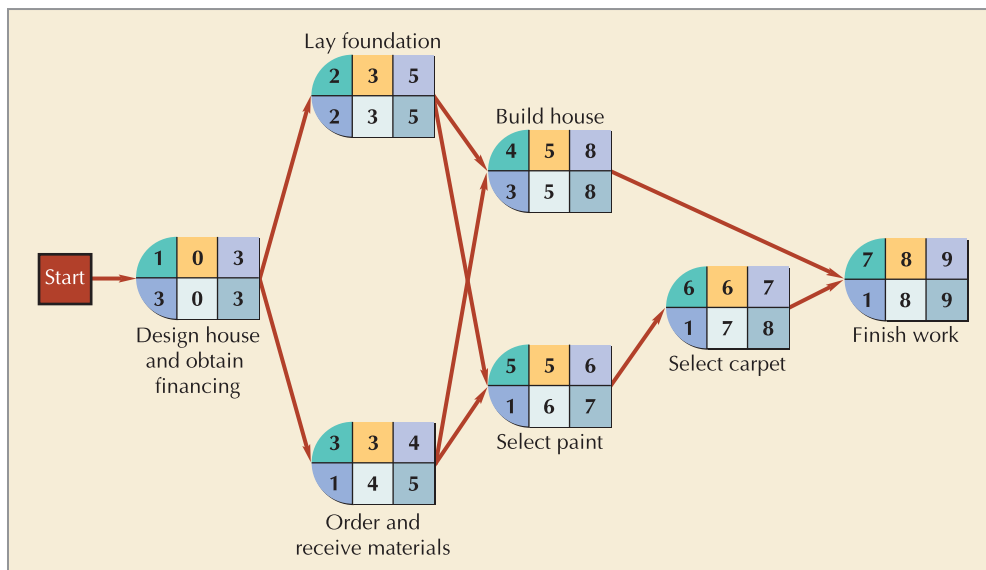 Lay foundation
2 3 5
2 3 5
Build house
4 5 8
3 5 8
Start
1 0 3
3 0 3
Design house
and obtain
financing
6 6 7
1 7 8
Select carpet
7 8 9
1 8 9
Finish work
5 5 6
1 6 7
Select paint
3 3 4
1 4 5
Order and
receive materials